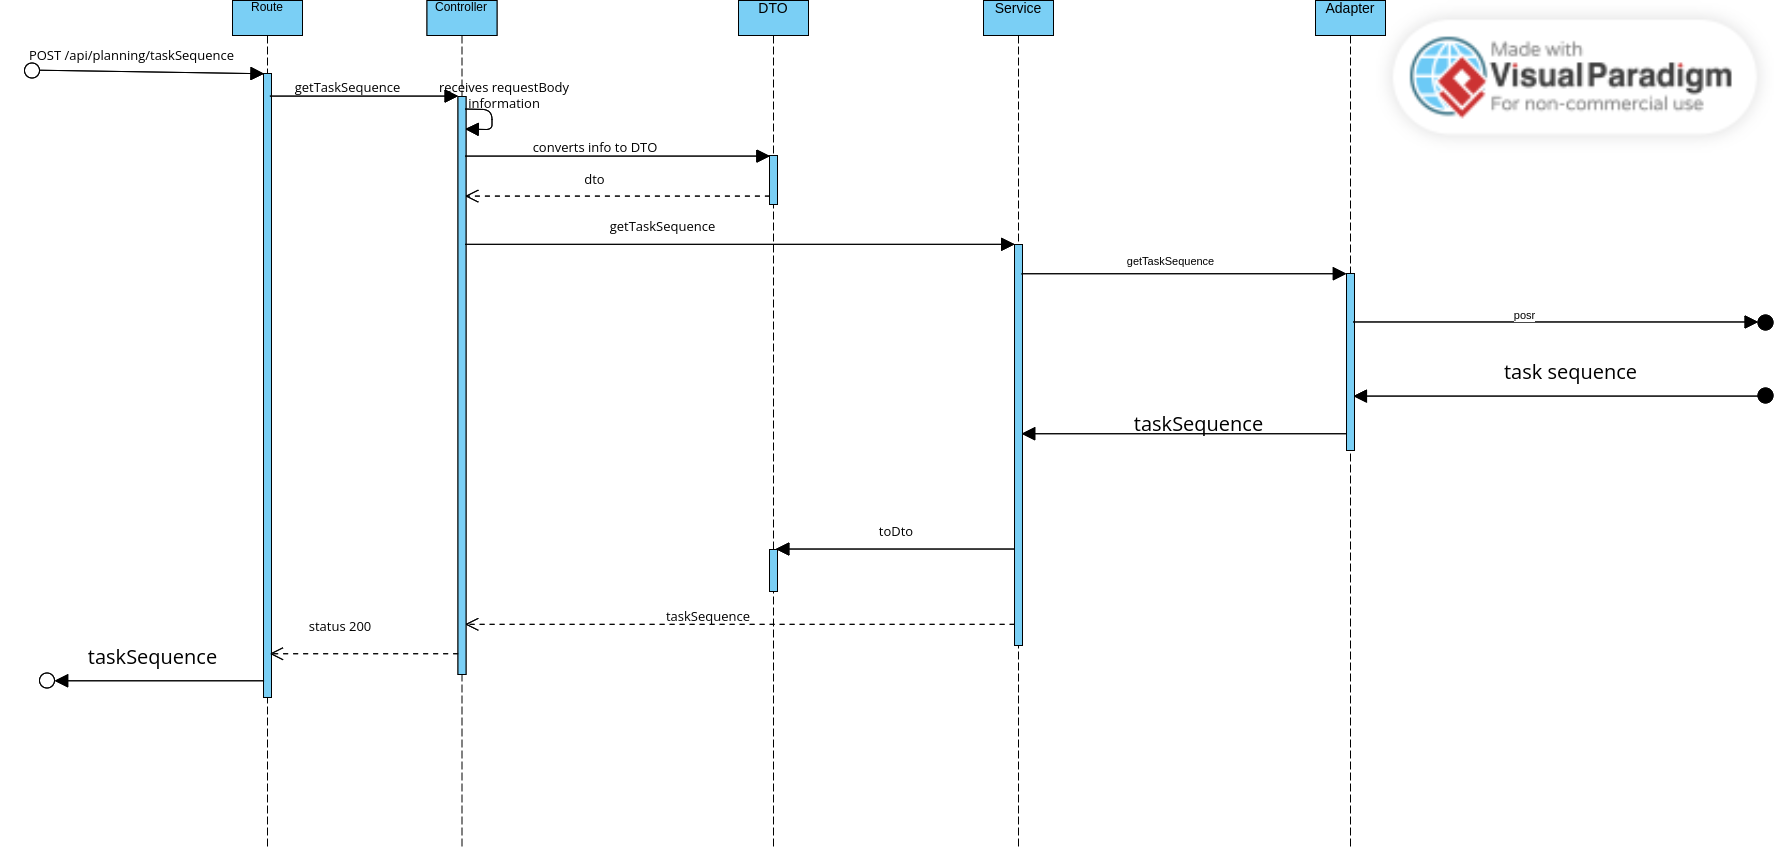 Route
Controller
DTO
Service
Adapter
Made with
Visual Paradigm
For non-commercial use
POST /api/planning/taskSequence
getTaskSequence
receives requestBody
information
converts info to DTO
dto
getTaskSequence
getTaskSequence
posr
task sequence
taskSequence
toDto
taskSequence
status 200
taskSequence